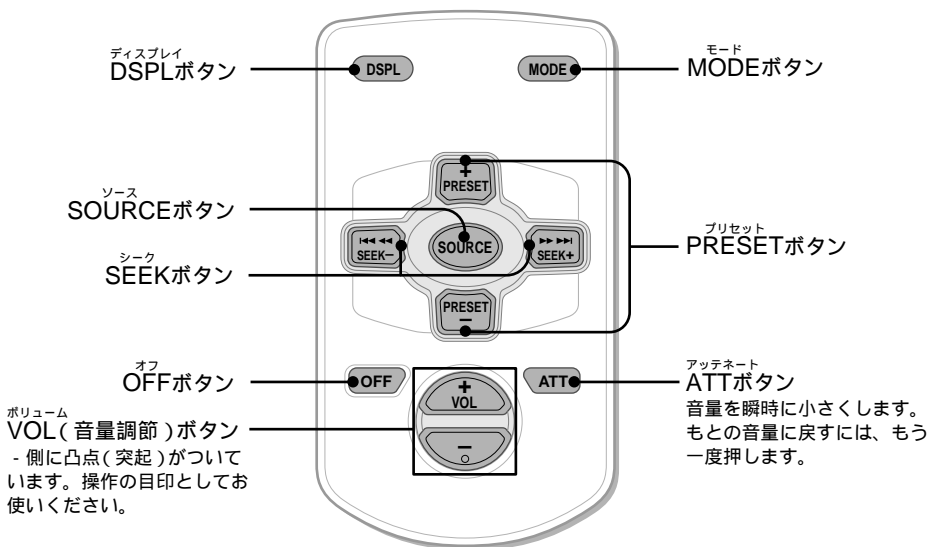 ディスプレイ
DSPLボタン
DSPL
MODE
モード
MODEボタン
+
PRESET
ソース
SOURCEボタン
SOURCE
プリセット
PRESETボタン
SEEK−
SEEK+
シーク
SEEKボタン
PRESET
−
オフ
OFFボタン
OFF
ATT
アッテネート
ATTボタン
音量を瞬時に小さくします。
もとの音量に戻すには、もう
一度押します。
+
VOL
−
ボリューム
VOL(音量調節)ボタン
- 側に凸点(突起)がついて
います。操作の目印としてお
使いください。